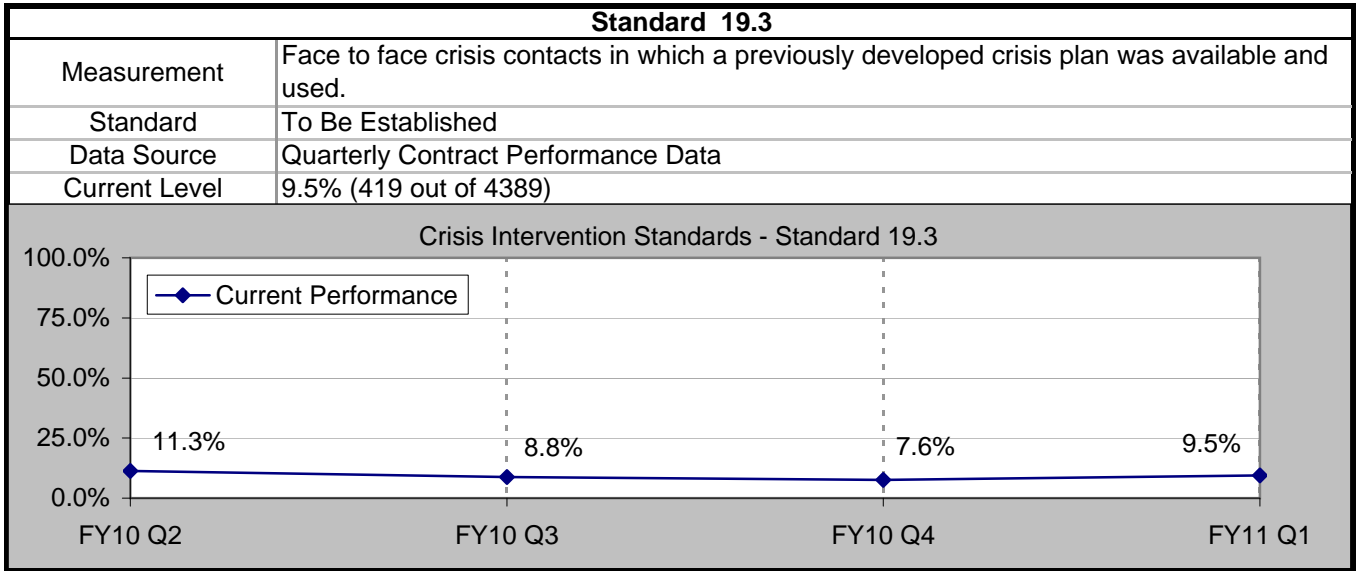 Standard 19.3
Measurement
Face to face crisis contacts in which a previously developed crisis plan was available and
used.
Standard
To Be Established
Data Source
Quarterly Contract Performance Data
Current Level
9.5% (419 out of 4389)
Crisis Intervention Standards - Standard 19.3
100.0%
75.0%
50.0%
25.0%
0.0%
Current Performance
11.3%
8.8%
7.6%
9.5%
FY10 Q2
FY10 Q3
FY10 Q4
FY11 Q1